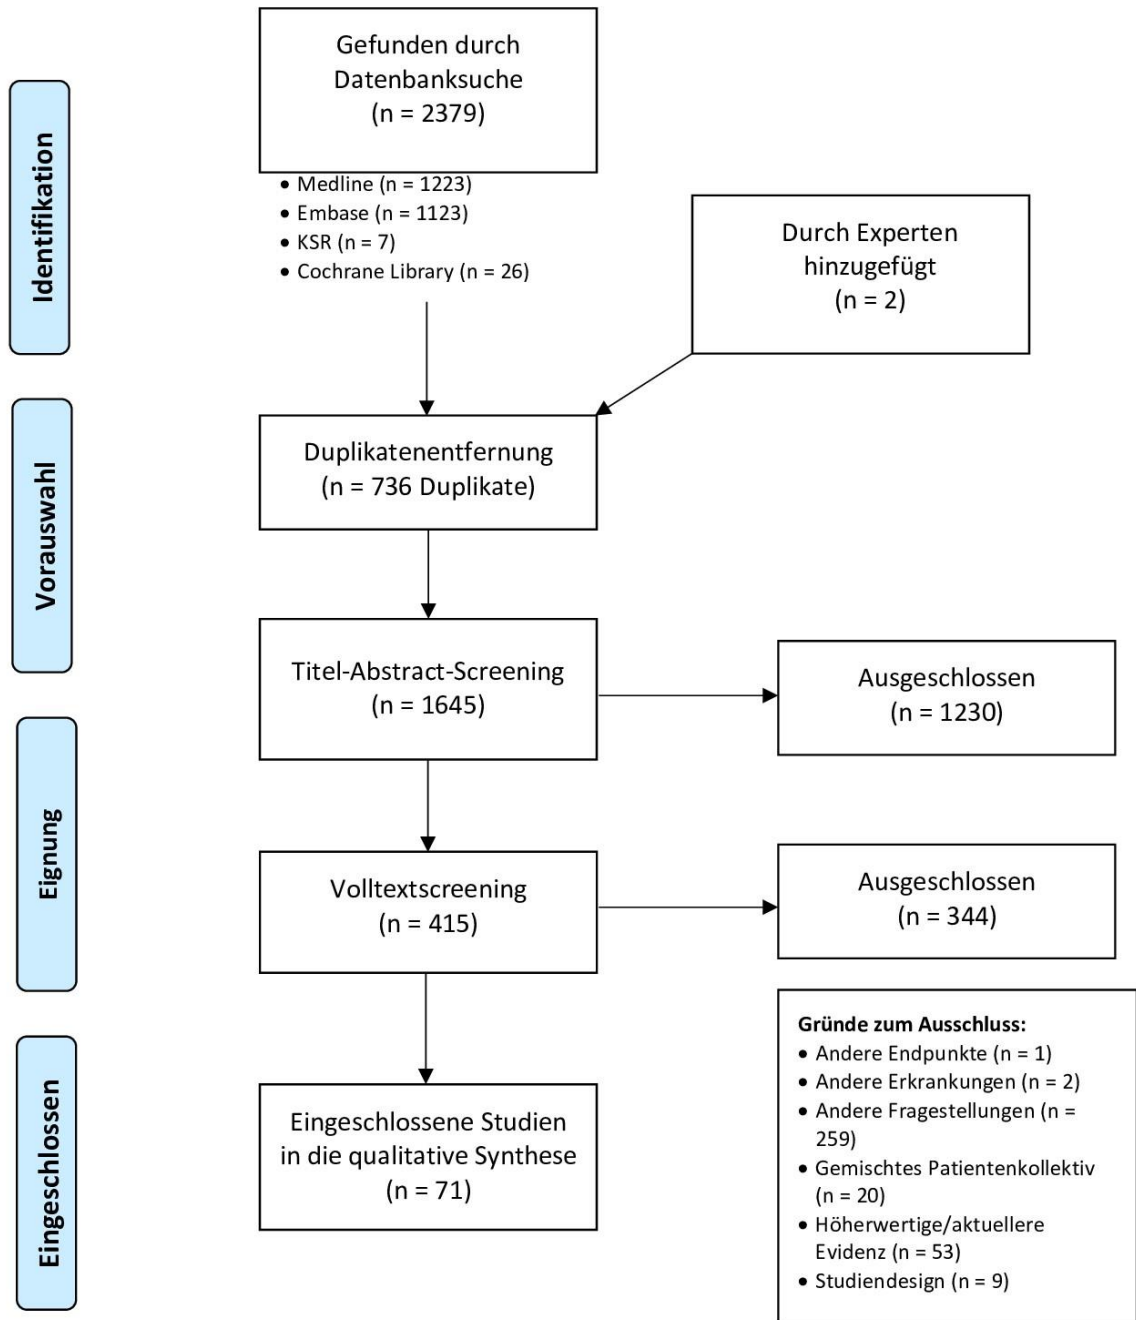 Identifikation
Gefunden durch
Datenbanksuche
(n = 2379)
• Medline (n = 1223)
• Embase (n = 1123)
• KSR (n = 7)
• Cochrane Library (n = 26)
Durch Experten
hinzugefügt
(n = 2)
Vorauswahl
Duplikatenentfernung
(n = 736 Duplikate)
Titel-Abstract-Screening
(n = 1645)
Ausgeschlossen
(n = 1230)
Eignung
Volltextscreening
(n = 415)
Ausgeschlossen
(n = 344)
Gründe zum Ausschluss:
• Andere Endpunkte (n = 1)
• Andere Erkrankungen (n = 2)
• Andere Fragestellungen (n =
259)
• Gemischtes Patientenkollektiv
(n = 20)
• Höherwertige/aktuellere
Evidenz (n = 53)
• Studiendesign (n = 9)
Eingeschlossen
Eingeschlossene Studien
in die qualitative Synthese
(n = 71)